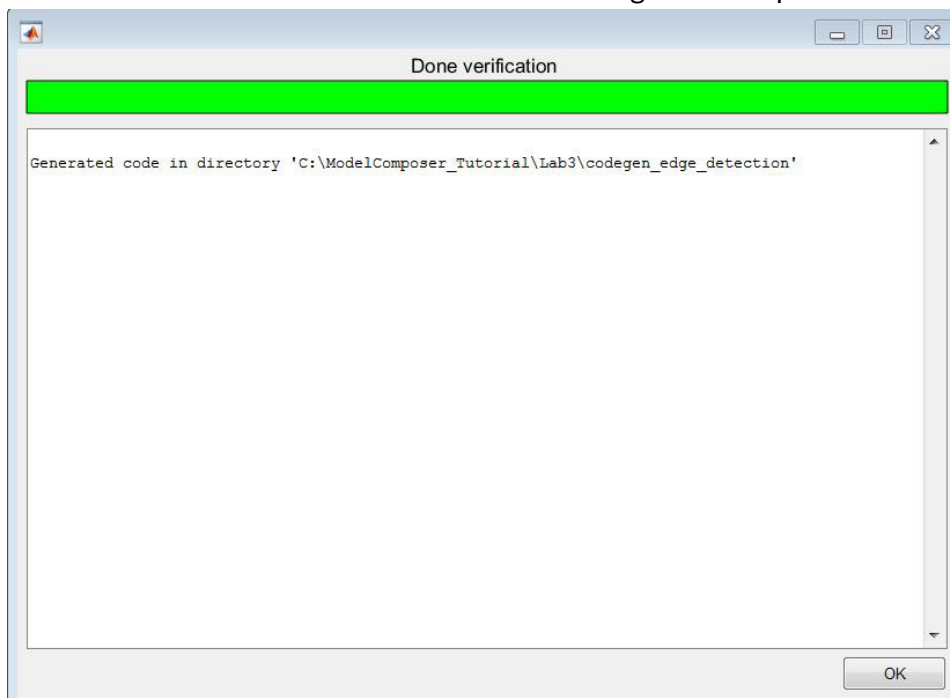 Done verification
Generated code in directory 'C:\ModelComposer_Tutorial\Lab3\codegen_edge_detection'
OK